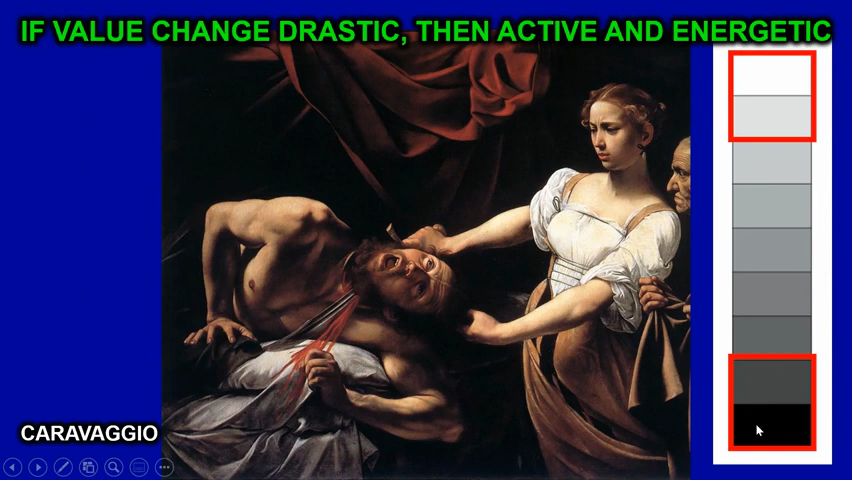 IF VALUE CHANGE DRASTIC, THEN ACTIVE AND ENERGETIC
CARAVAGGIO